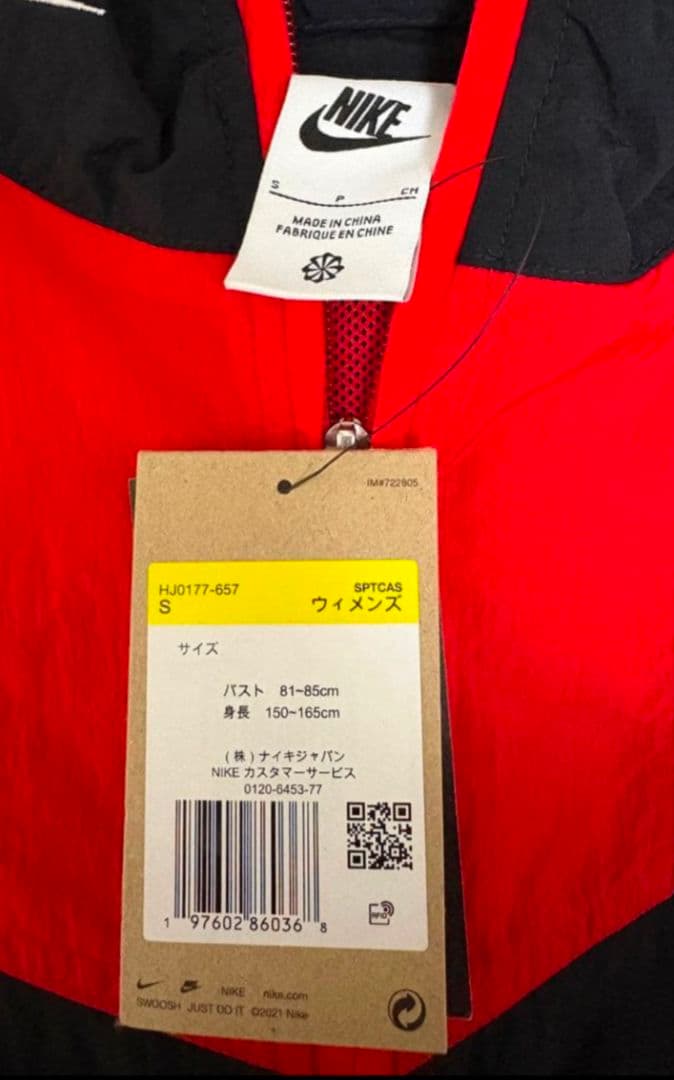 NIKE
S P CH
MADE IN CHINA
FABRIQUE EN CHINE
IM#722905
HJ0177-657 SPTCAS
S ウィメンズ
サイズ
バスト 81~85cm
身長 150~165cm
(株)ナイキジャパン
NIKE カスタマーサービス
0120-6453-77
1 97602 86036 8
RFID
NIKE nike.com
SWOOSH JUST DO IT ©2021 Nike